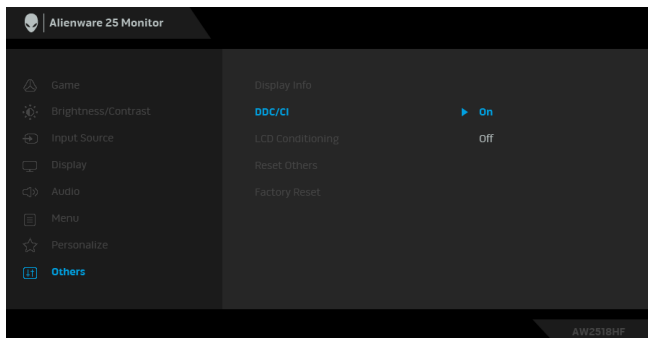 Alienware 25 Monitor
Game
Brightness/Contrast
Input Source
Display
Audio
Menu
Personalize
Others
Display Info
DDC/CI
On
LCD Conditioning
Off
Reset Others
Factory Reset
AW2518HF